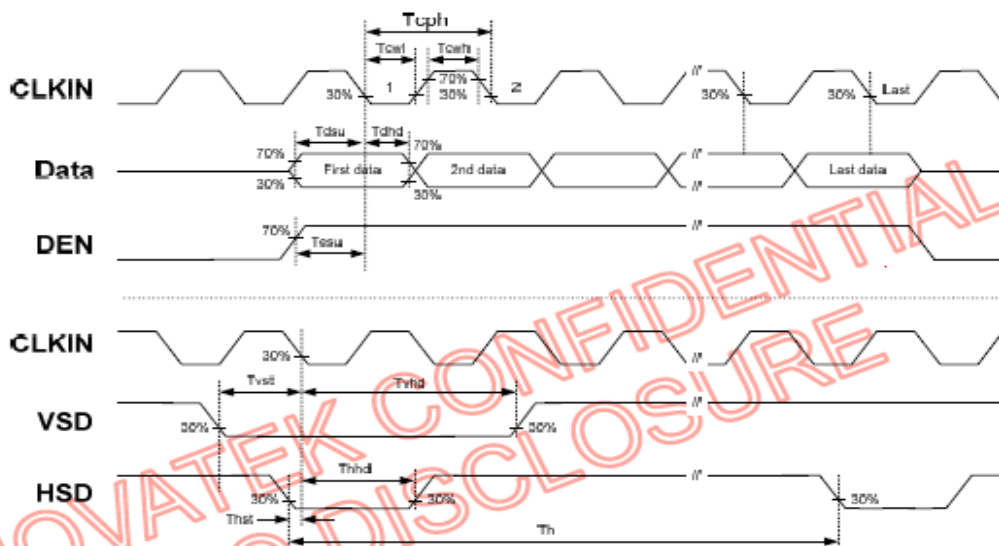 Tcph
Tcwl Tcwh
CLKIN 30% 1 70% 30% 2 // 30% 30% Last
Tdsu Tdhd
Data 70% 30% First data 70% 30% 2nd data // Last data
DEN 70% Tesu //
CLKIN 30% //
Tvst Tvhd
VSD 30% 30% //
Thhd
HSD 30% 30% // 30%
Thst
Th
NOVATEK CONFIDENTIAL
DISCLOSURE